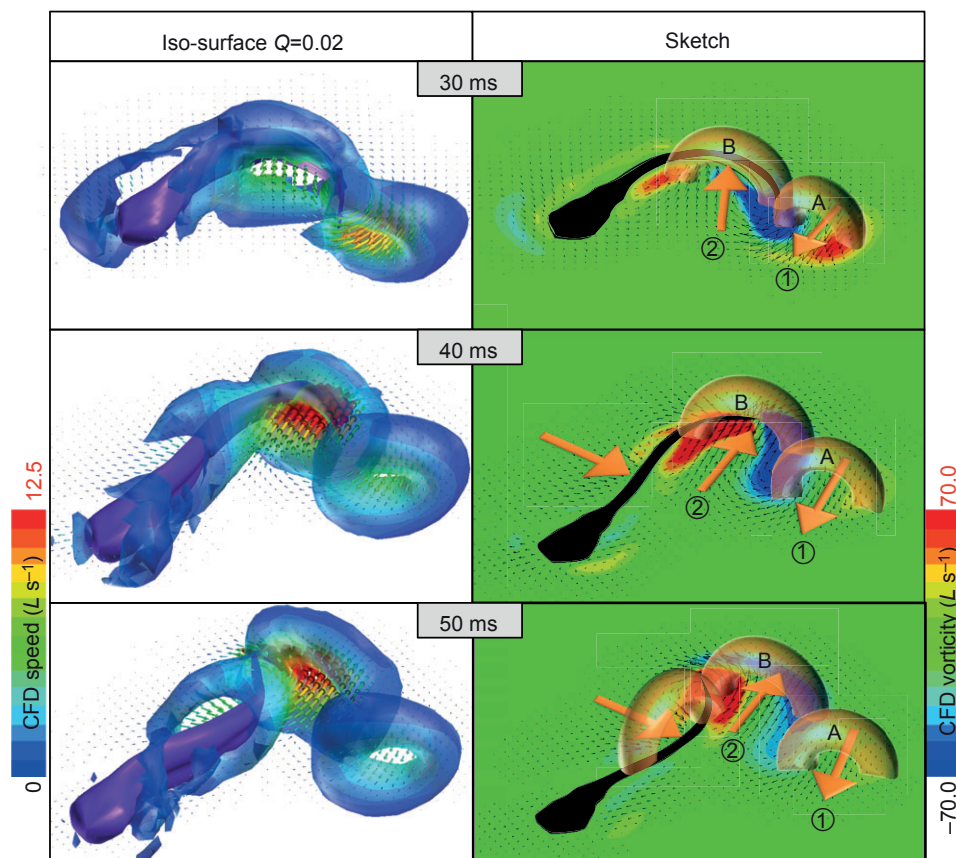 Iso-surface Q=0.02
Sketch
30 ms
B
A
②
①
40 ms
B
A
②
①
50 ms
B
A
②
①
12.5
CFD speed (L s–1)
0
70.0
CFD vorticity (L s–1)
–70.0